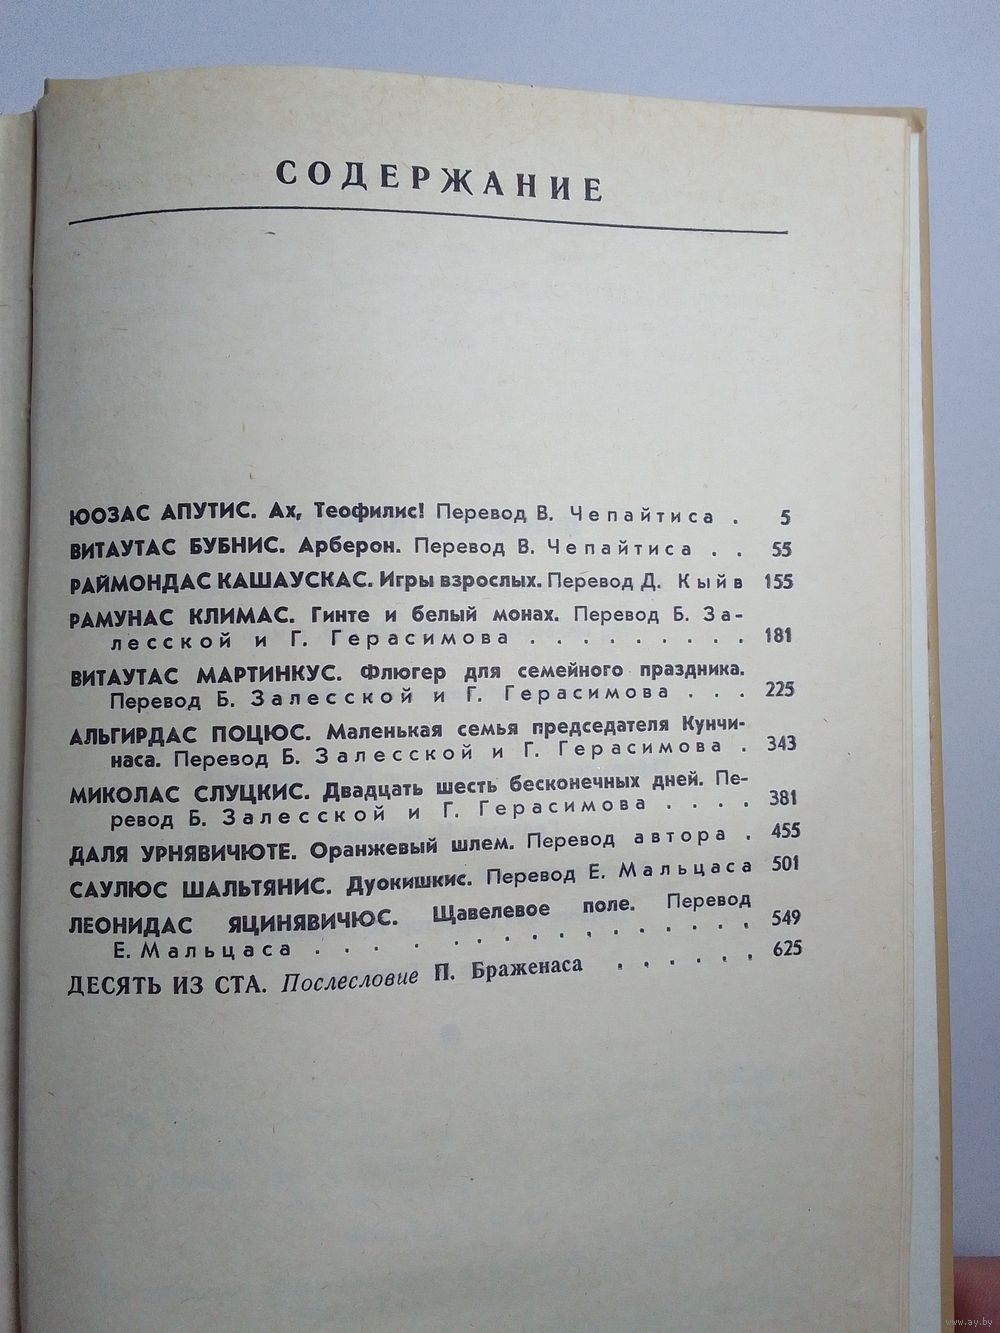 СОДЕРЖАНИЕ
ЮОЗАС АПУТИС. Ах, Теофилис! Перевод В. Чепайтиса . 5
ВИТАУТАС БУБНИС. Арберон. Перевод В. Чепайтиса . . 55
РАЙМОНДАС КАШАУСКАС. Игры взрослых. Перевод Д. Кыйв 155
РАМУНАС КЛИМАС. Гинте и белый монах. Перевод Б. За-
лесской и Г. Герасимова . . . . . . . . . 181
ВИТАУТАС МАРТИНКУС. Флюгер для семейного праздника.
Перевод Б. Залесской и Г. Герасимова . . . 225
АЛЬГИРДАС ПОЦЮС. Маленькая семья председателя Кунчи-
наса. Перевод Б. Залесской и Г. Герасимова . 343
МИКОЛАС СЛУЦКИС. Двадцать шесть бесконечных дней. Пе-
ревод Б. Залесской и Г. Герасимова . . . . 381
ДАЛЯ УРНЯВИЧЮТЕ. Оранжевый шлем. Перевод автора . 455
САУЛЮС ШАЛЬТЯНИС. Дуокишкис. Перевод Е. Мальцаса 501
ЛЕОНИДАС ЯЦИНЯВИЧЮС. Щавелевое поле. Перевод
Е. Мальцаса . . . . . . . . . . . . . . . 549
ДЕСЯТЬ ИЗ СТА. Послесловие П. Браженаса . . . . . . 625
www.ay.by